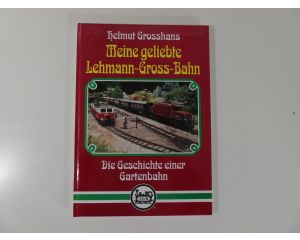 Helmut Grosshans
Meine geliebte
Lehmann-Gross-Bahn
Die Geschichte einer
Gartenbahn